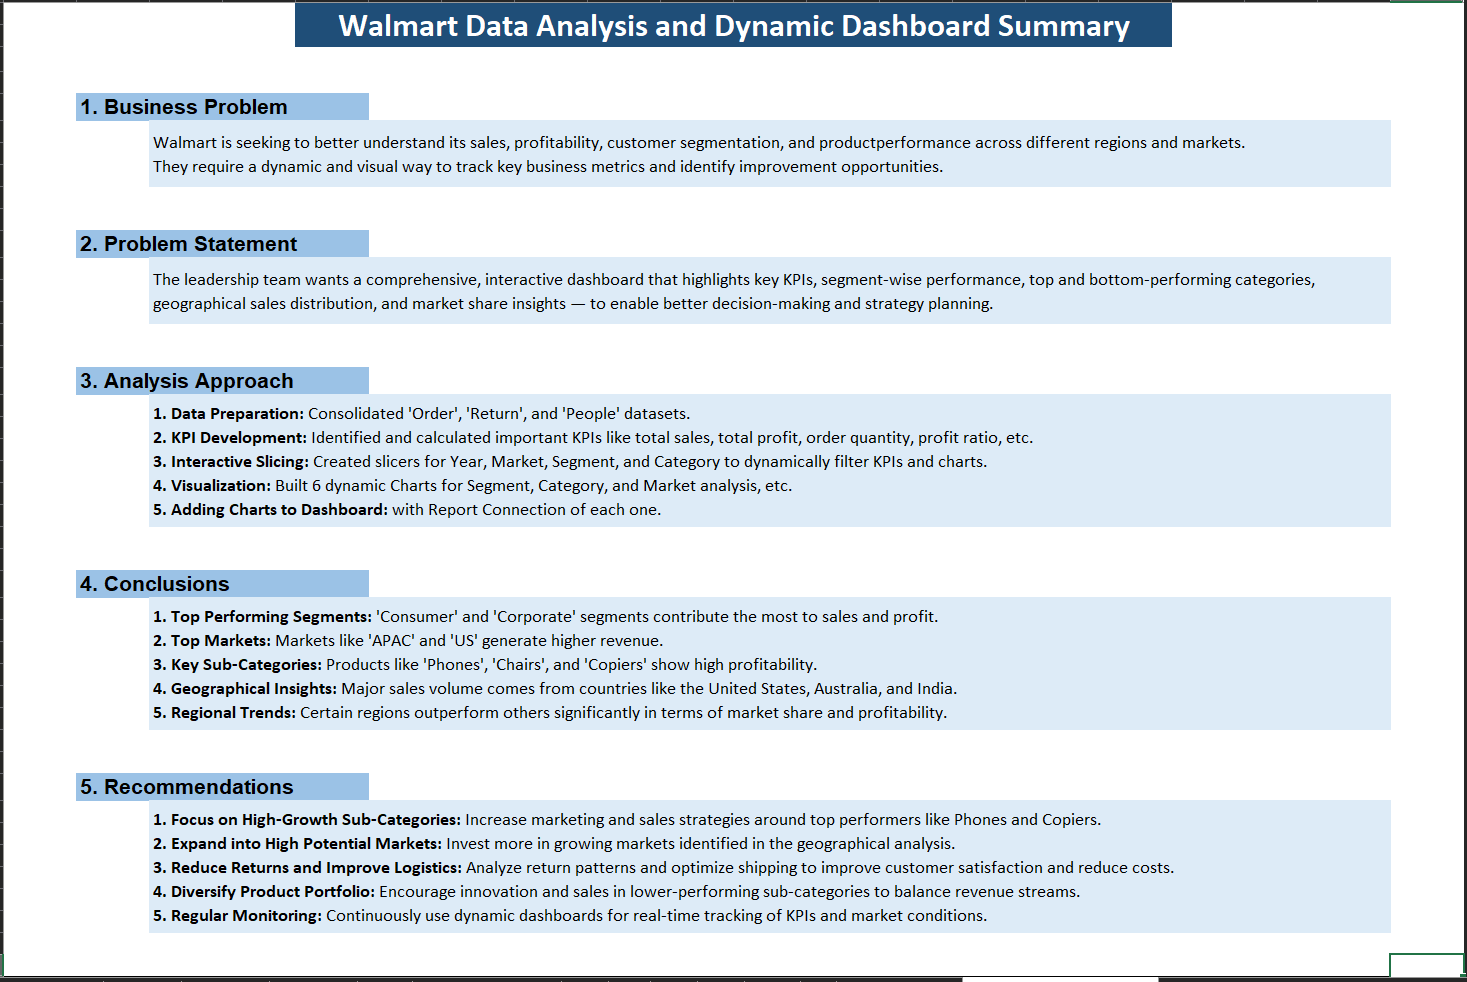 Walmart Data Analysis and Dynamic Dashboard Summary
1. Business Problem
Walmart is seeking to better understand its sales, profitability, customer segmentation, and productperformance across different regions and markets.
They require a dynamic and visual way to track key business metrics and identify improvement opportunities.
2. Problem Statement
The leadership team wants a comprehensive, interactive dashboard that highlights key KPIs, segment-wise performance, top and bottom-performing categories,
geographical sales distribution, and market share insights — to enable better decision-making and strategy planning.
3. Analysis Approach
1. Data Preparation: Consolidated 'Order', 'Return', and 'People' datasets.
2. KPI Development: Identified and calculated important KPIs like total sales, total profit, order quantity, profit ratio, etc.
3. Interactive Slicing: Created slicers for Year, Market, Segment, and Category to dynamically filter KPIs and charts.
4. Visualization: Built 6 dynamic Charts for Segment, Category, and Market analysis, etc.
5. Adding Charts to Dashboard: with Report Connection of each one.
4. Conclusions
1. Top Performing Segments: 'Consumer' and 'Corporate' segments contribute the most to sales and profit.
2. Top Markets: Markets like 'APAC' and 'US' generate higher revenue.
3. Key Sub-Categories: Products like 'Phones', 'Chairs', and 'Copiers' show high profitability.
4. Geographical Insights: Major sales volume comes from countries like the United States, Australia, and India.
5. Regional Trends: Certain regions outperform others significantly in terms of market share and profitability.
5. Recommendations
1. Focus on High-Growth Sub-Categories: Increase marketing and sales strategies around top performers like Phones and Copiers.
2. Expand into High Potential Markets: Invest more in growing markets identified in the geographical analysis.
3. Reduce Returns and Improve Logistics: Analyze return patterns and optimize shipping to improve customer satisfaction and reduce costs.
4. Diversify Product Portfolio: Encourage innovation and sales in lower-performing sub-categories to balance revenue streams.
5. Regular Monitoring: Continuously use dynamic dashboards for real-time tracking of KPIs and market conditions.